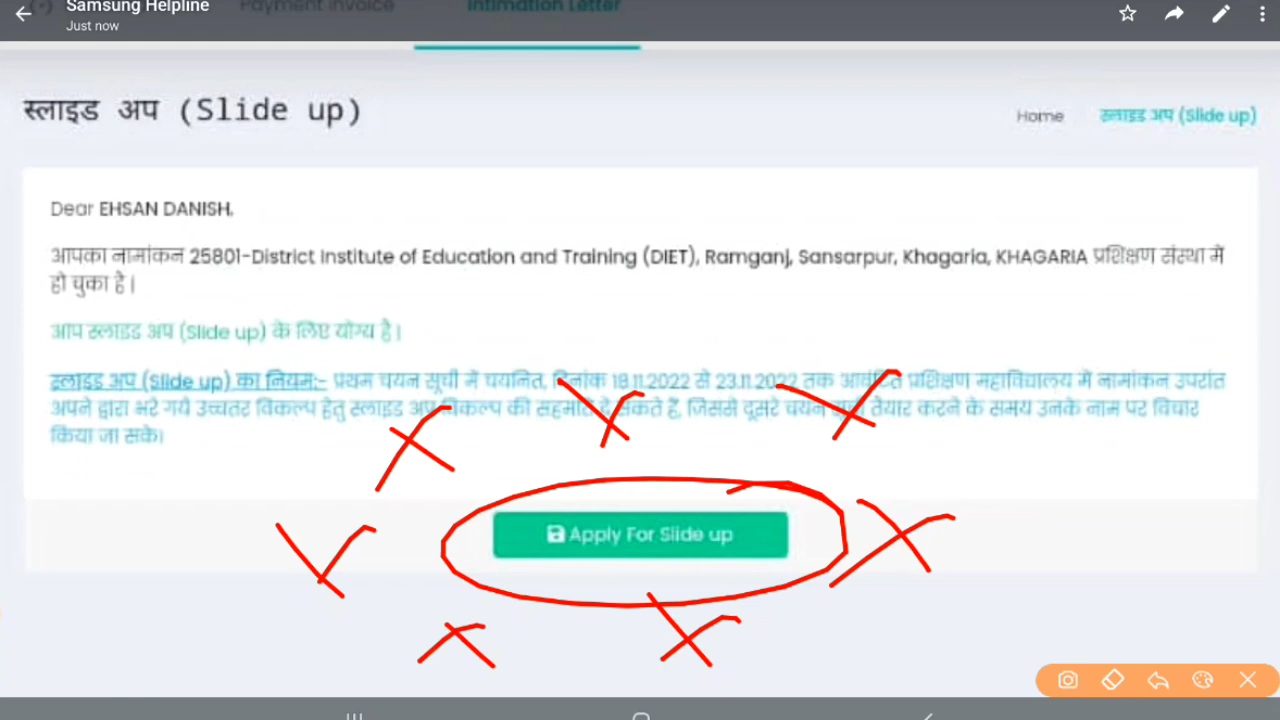 Samsung Helpline
Just now
Payment Invoice
Intimation Letter
स्लाइड अप (Slide up)
Home
स्लाइड अप (Slide up)
Dear EHSAN DANISH,
आपका नामांकन 25801-District Institute of Education and Training (DIET), Ramganj, Sansarpur, Khagaria, KHAGARIA प्रशिक्षण संस्था में
हो चुका है।
आप स्लाइड अप (Slide up) के लिए योग्य है।
स्लाइड अप (Slide up) का नियम:- प्रथम चयन सूची में चयनित, दिनांक 18.11.2022 से 23.11.2022 तक आवंटित प्रशिक्षण महाविद्यालय में नामांकन उपरांत
अपने द्वारा भरे गये उच्चतर विकल्प हेतु स्लाइड अप विकल्प की सहमति दे सकते हैं, जिससे दूसरे चयन सूची तैयार करने के समय उनके नाम पर विचार
किया जा सके।
Apply For Slide up